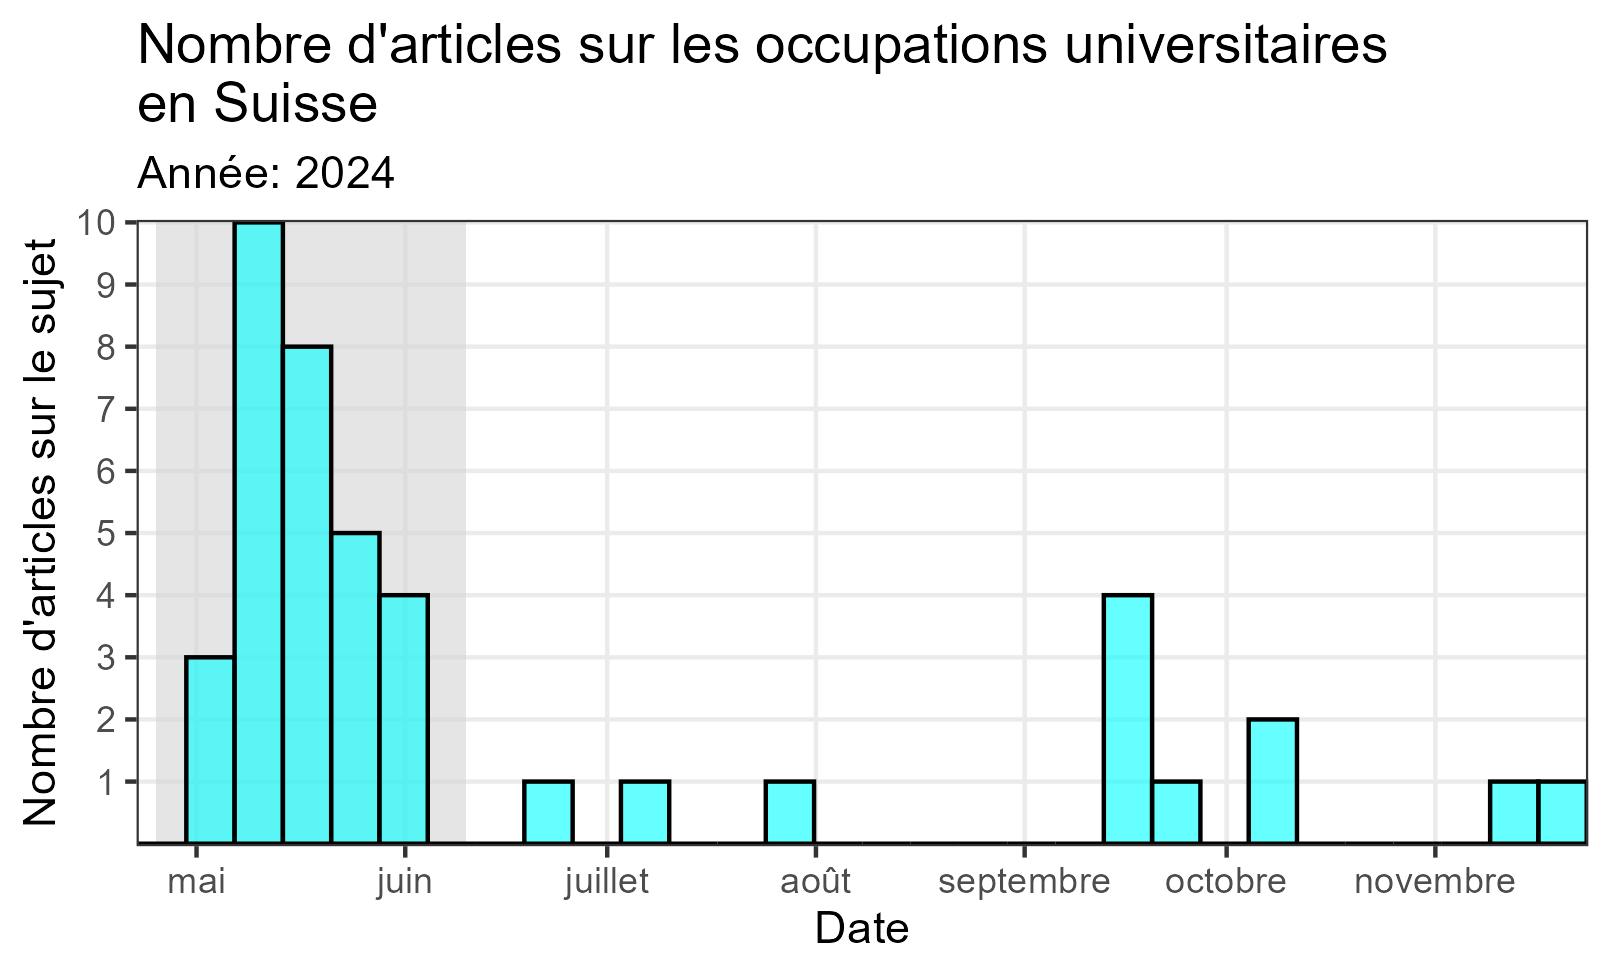 Nombre d'articles sur les occupations universitaires
en Suisse
Année: 2024
Nombre d'articles sur le sujet
10
9
8
7
6
5
4
3
2
1
mai juin juillet août septembre octobre novembre
Date